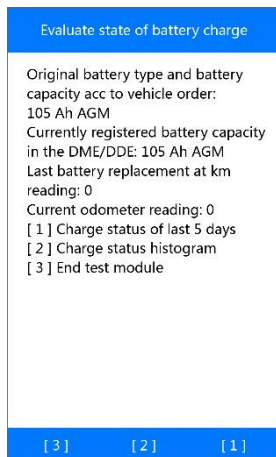 Evaluate state of battery charge
Original battery type and battery
capacity acc to vehicle order:
105 Ah AGM
Currently registered battery capacity
in the DME/DDE: 105 Ah AGM
Last battery replacement at km
reading: 0
Current odometer reading: 0
[ 1 ] Charge status of last 5 days
[ 2 ] Charge status histogram
[ 3 ] End test module
[ 3 ] [ 2 ] [ 1 ]